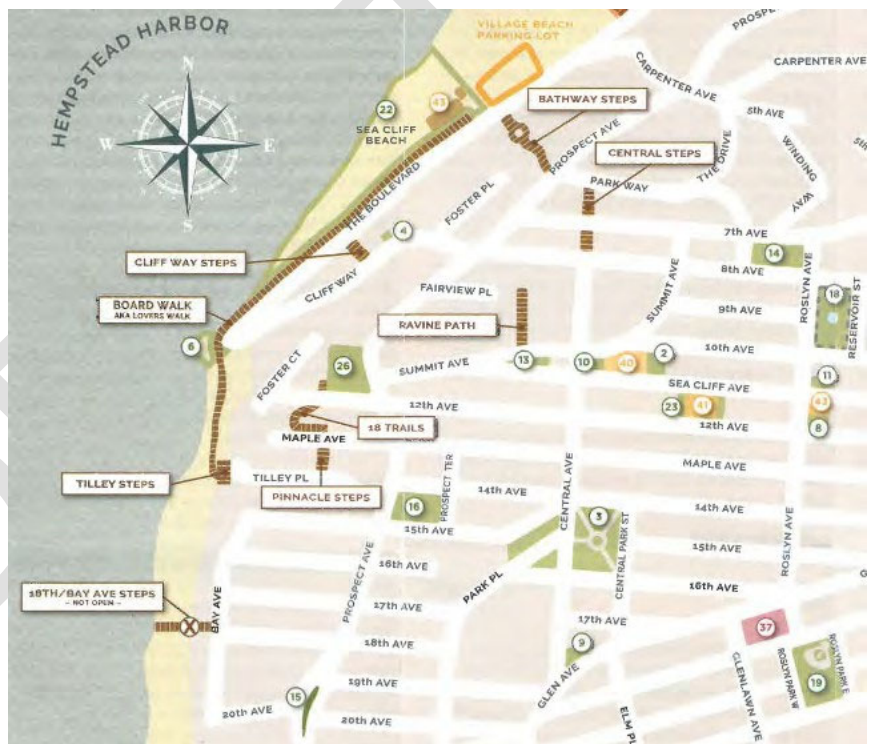 HEMPSTEAD HARBOR
N
W
E
S
VILLAGE BEACH
PARKING LOT
PROSPECT
CARPENTER AVE
CARPENTER AVE
5th AVE
WINDING
WAY
5th
THE DRIVE
22
43
SEA CLIFF
BEACH
BATHWAY STEPS
PROSPECT AVE
CENTRAL STEPS
PARK WAY
THE BOULEVARD
FOSTER PL
4
7th AVE
14
8th AVE
ROSLYN AVE
CLIFF WAY STEPS
CLIFF WAY
FAIRVIEW PL
SUMMIT AVE
9th AVE
18
RESERVOIR ST
BOARD WALK
AKA LOVERS WALK
RAVINE PATH
6
10th AVE
26
FOSTER CT
SUMMIT AVE
13
10
40
2
11
SEA CLIFF AVE
12th AVE
23
41
42
8
12th AVE
18 TRAILS
MAPLE AVE
MAPLE AVE
TILLEY STEPS
TILLEY PL
PINNACLE STEPS
PROSPECT TER
14th AVE
CENTRAL AVE
14th AVE
16
15th AVE
3
CENTRAL PARK ST
15th AVE
ROSLYN AVE
16th AVE
PARK PL
16th AVE
18TH/BAY AVE STEPS
- NOT OPEN -
BAY AVE
PROSPECT AVE
17th AVE
17th AVE
18th AVE
9
37
GLEN AVE
GLENLAWN AVE
ROSLYN PARK W
19
ROSLYN PARK E
19th AVE
15
20th AVE
20th AVE
ELM PL